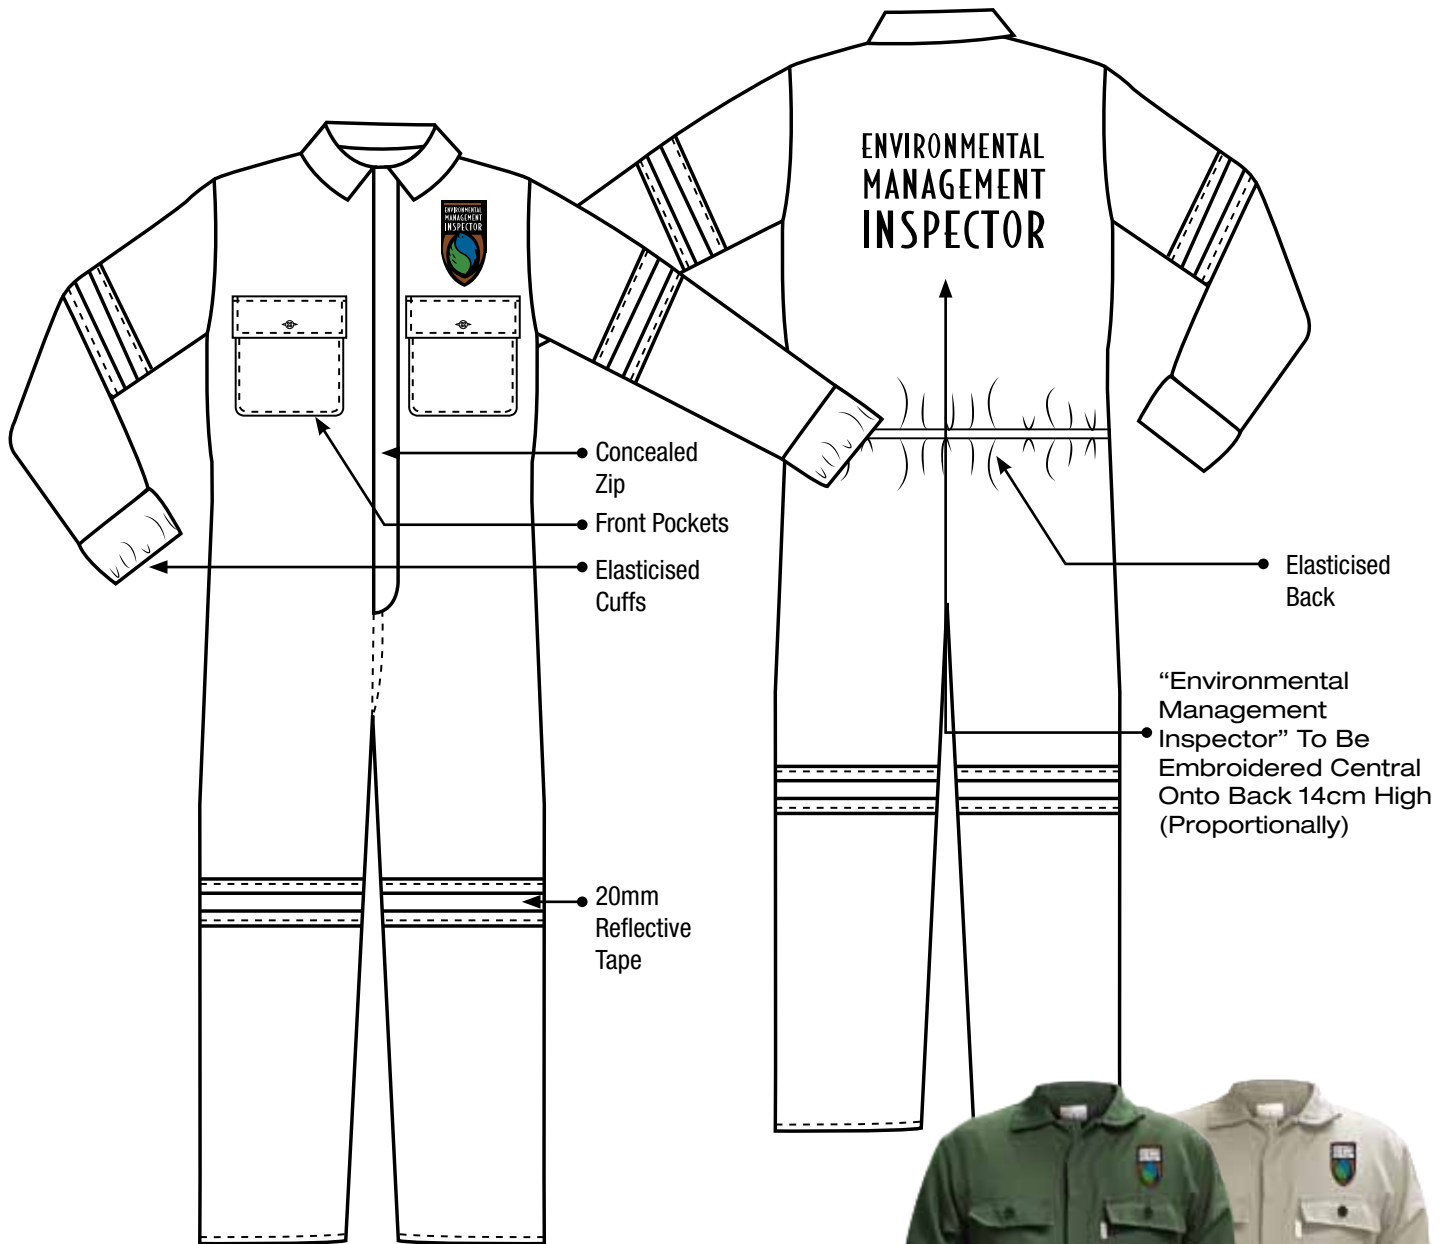 ENVIRONMENTAL
MANAGEMENT
INSPECTOR
ENVIRONMENTAL
MANAGEMENT
INSPECTOR
Concealed
Zip
Front Pockets
Elasticised
Cuffs
20mm
Reflective
Tape
Elasticised
Back
“Environmental
Management
Inspector” To Be
Embroidered Central
Onto Back 14cm High
(Proportionally)